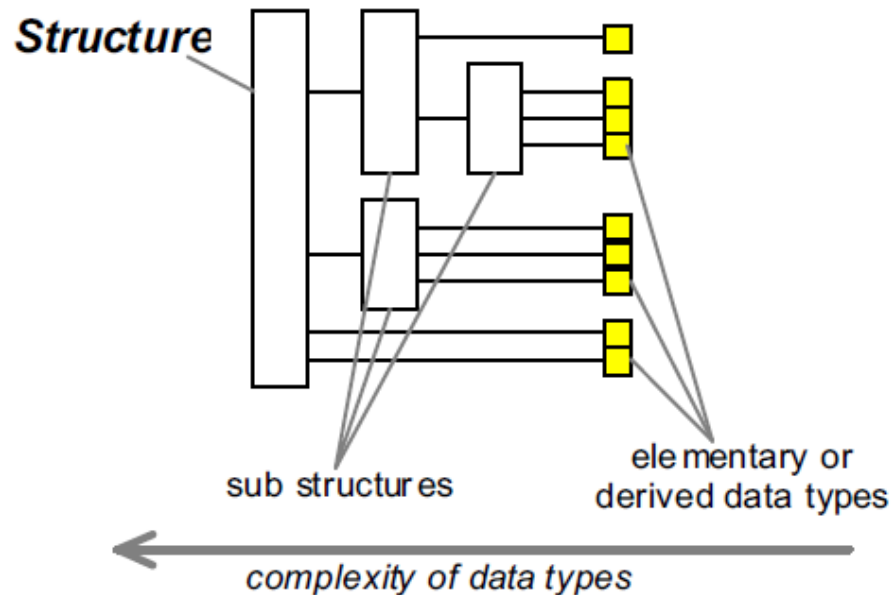 Structure
sub structures
elementary or
derived data types
complexity of data types